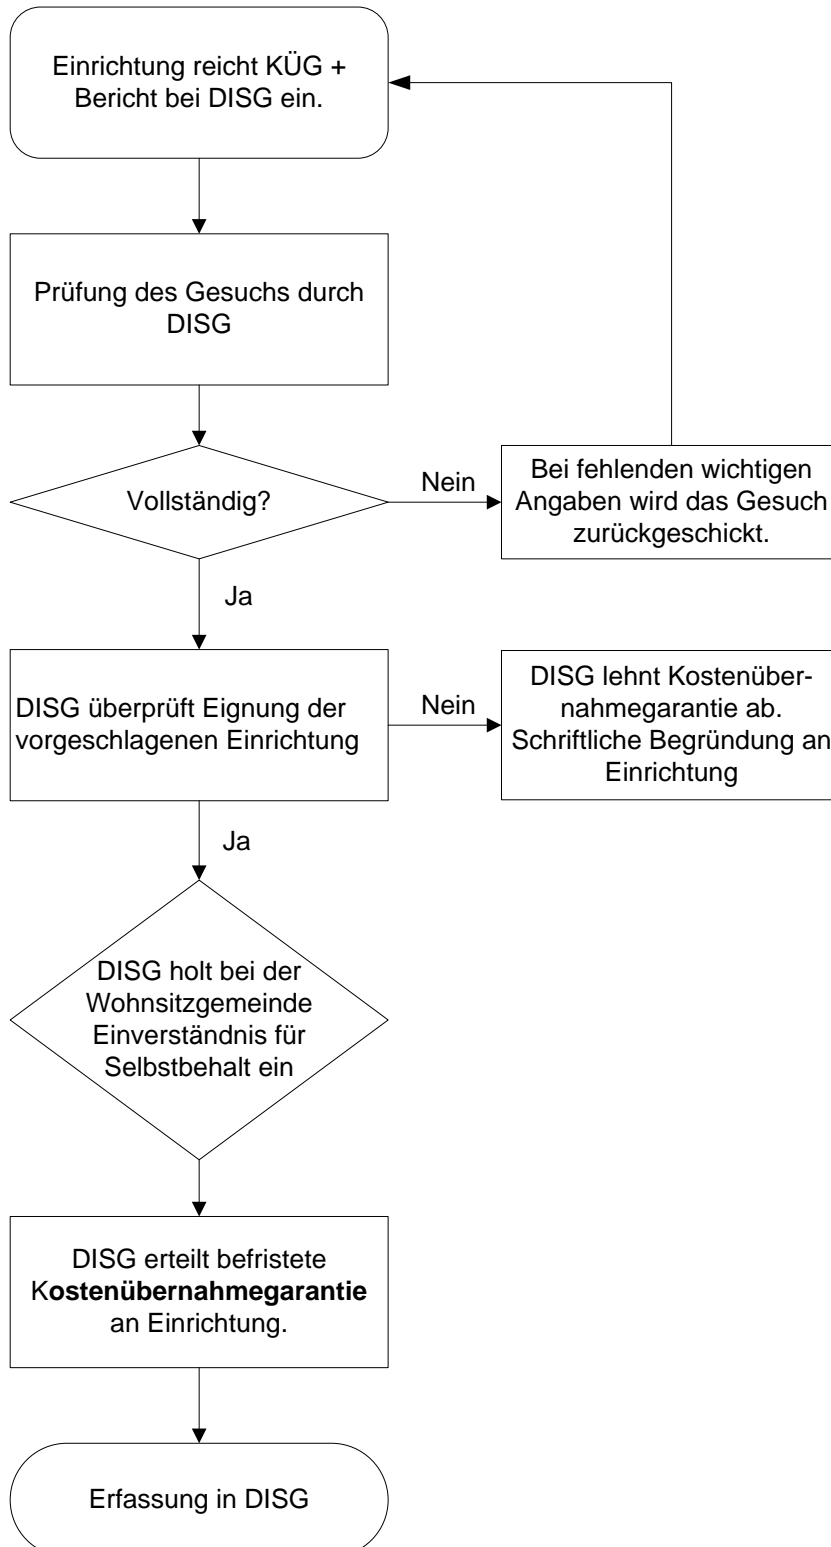 Einrichtung reicht KÜG +
Bericht bei DISG ein.
Prüfung des Gesuchs durch
DISG
Vollständig?
Nein
Bei fehlenden wichtigen
Angaben wird das Gesuch
zurückgeschickt.
Ja
DISG überprüft Eignung der
vorgeschlagenen Einrichtung
Nein
DISG lehnt Kostenüber-
nahmegarantie ab.
Schriftliche Begründung an
Einrichtung
Ja
DISG holt bei der
Wohnsitzgemeinde
Einverständnis für
Selbstbehalt ein
DISG erteilt befristete
Kostenübernahmegarantie
an Einrichtung.
Erfassung in DISG